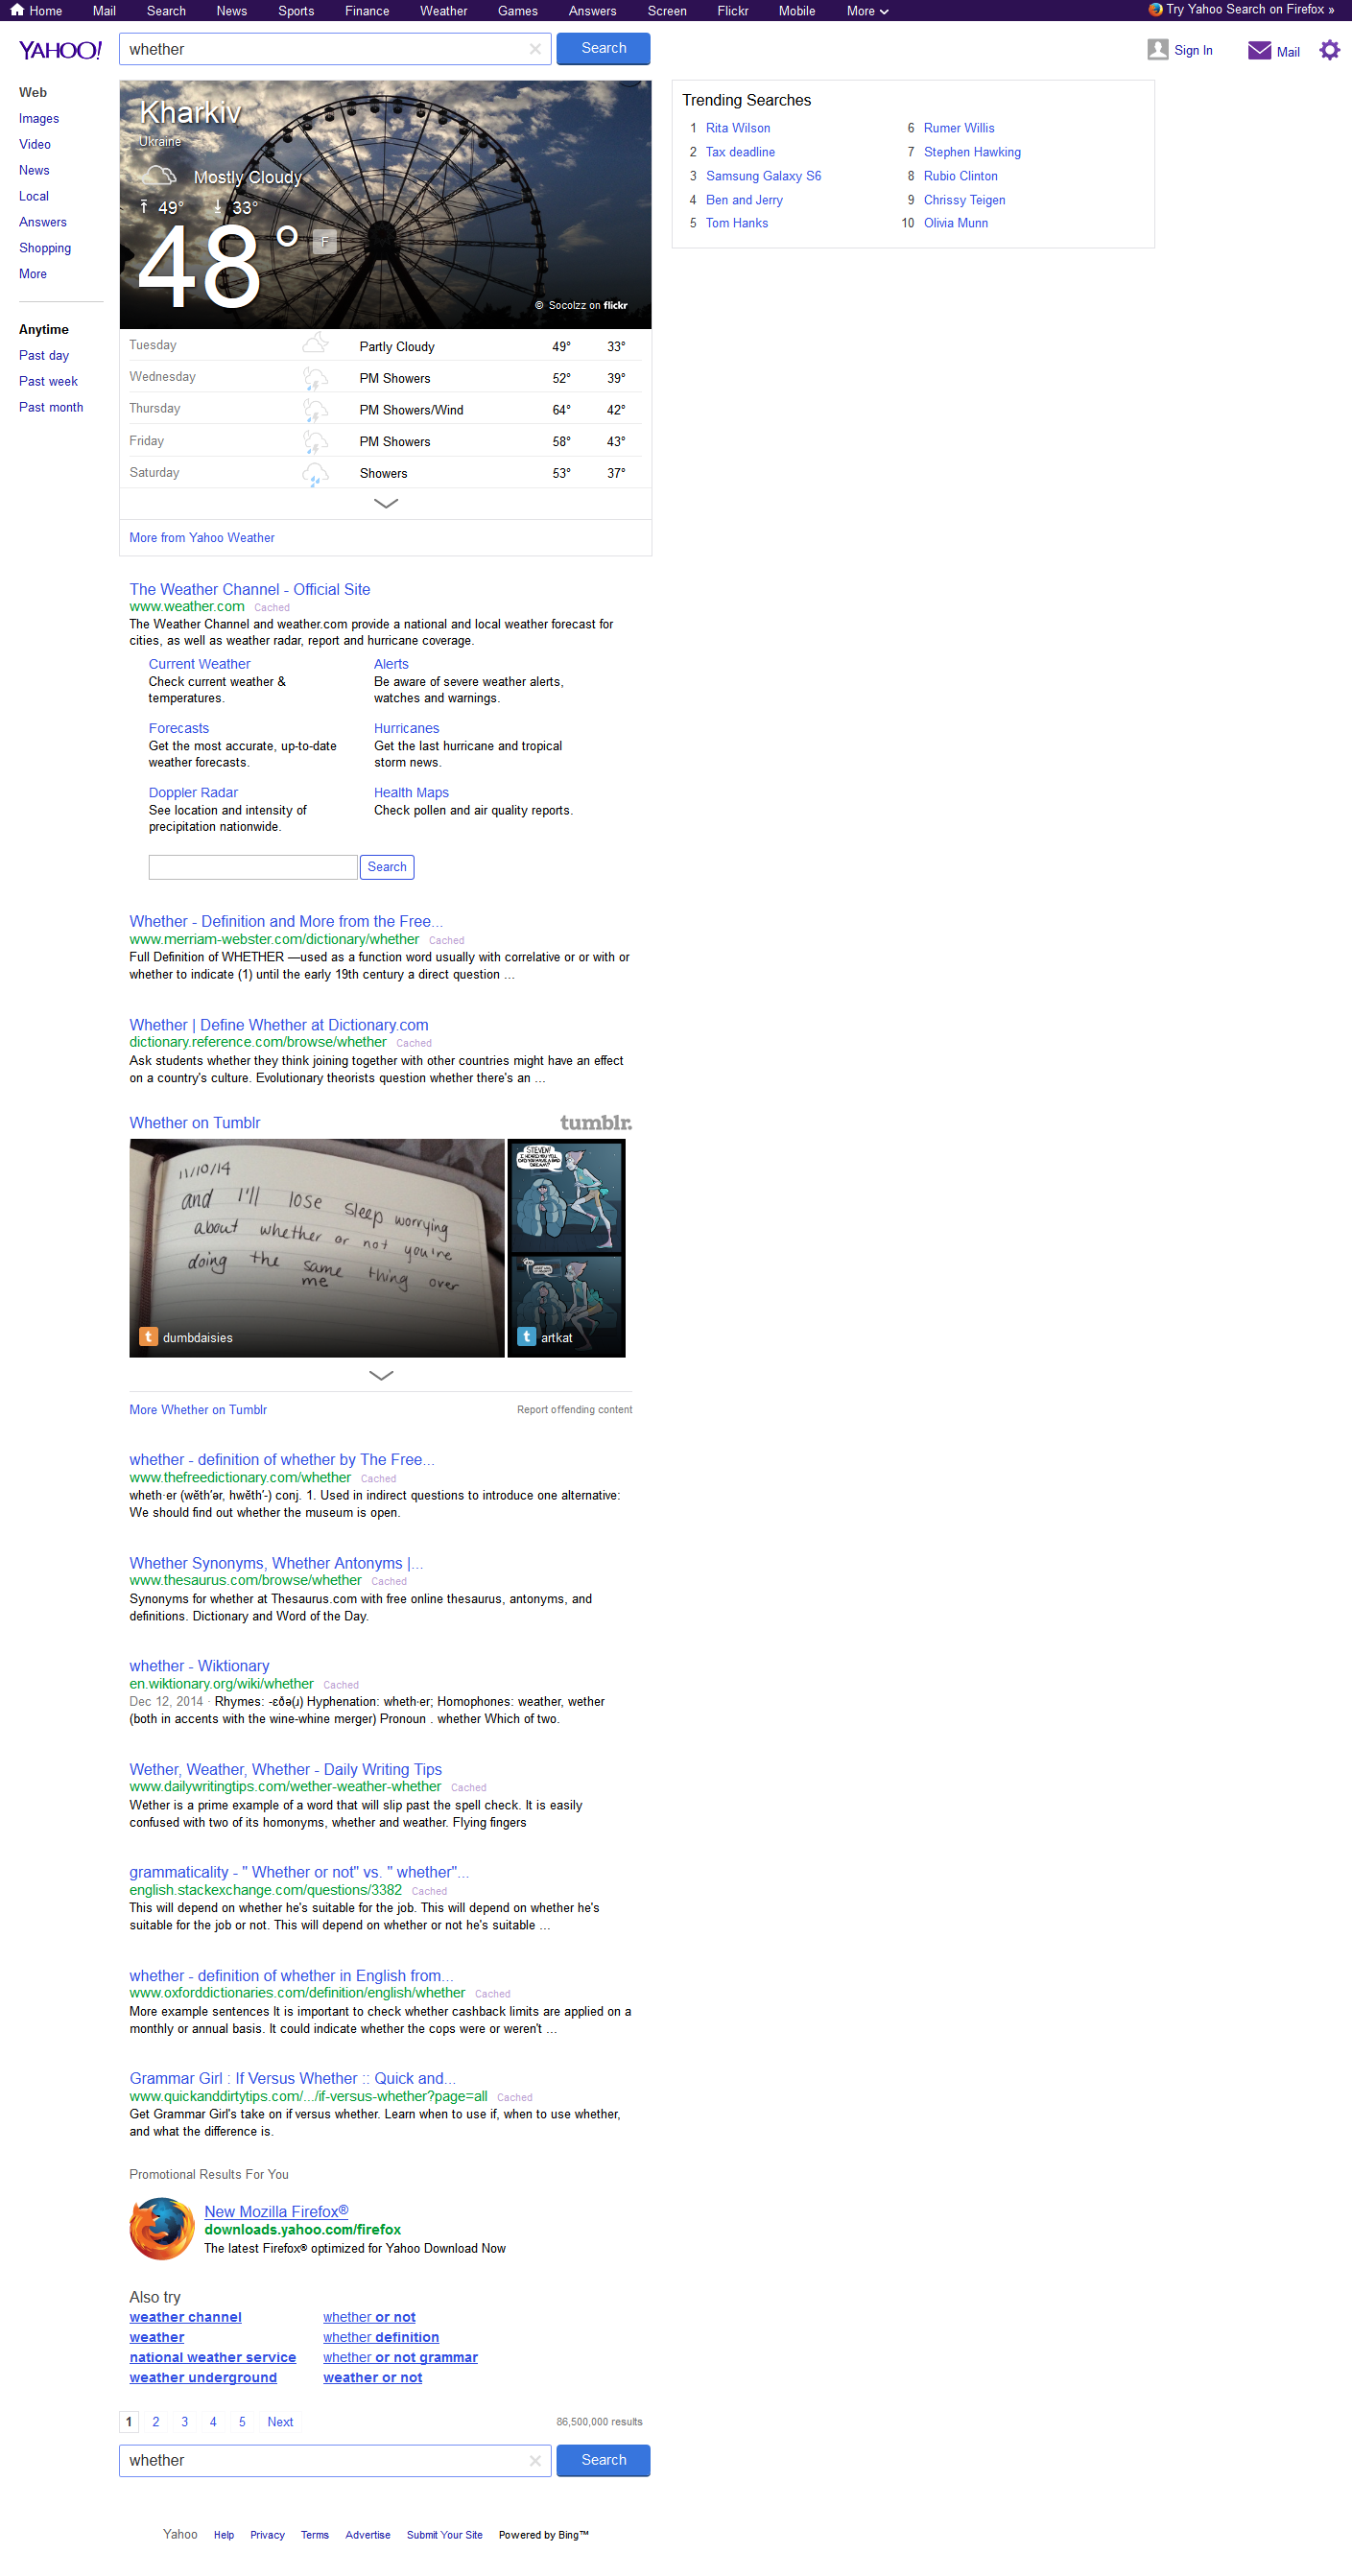 Home Mail Search News Sports Finance Weather Games Answers Screen Flickr Mobile More Try Yahoo Search on Firefox »
YAHOO! whether Search Sign In Mail
Web
Images
Video
News
Local
Answers
Shopping
More
Anytime
Past day
Past week
Past month
Kharkiv
Ukraine
Mostly Cloudy
49° 33°
48° F
© Socolzz on flickr
Tuesday Partly Cloudy 49° 33°
Wednesday PM Showers 52° 39°
Thursday PM Showers/Wind 64° 42°
Friday PM Showers 58° 43°
Saturday Showers 53° 37°
More from Yahoo Weather
Trending Searches
1 Rita Wilson 6 Rumer Willis
2 Tax deadline 7 Stephen Hawking
3 Samsung Galaxy S6 8 Rubio Clinton
4 Ben and Jerry 9 Chrissy Teigen
5 Tom Hanks 10 Olivia Munn
The Weather Channel - Official Site
www.weather.com Cached
The Weather Channel and weather.com provide a national and local weather forecast for
cities, as well as weather radar, report and hurricane coverage.
Current Weather
Check current weather &
temperatures.
Alerts
Be aware of severe weather alerts,
watches and warnings.
Forecasts
Get the most accurate, up-to-date
weather forecasts.
Hurricanes
Get the last hurricane and tropical
storm news.
Doppler Radar
See location and intensity of
precipitation nationwide.
Health Maps
Check pollen and air quality reports.
Search
Whether - Definition and More from the Free...
www.merriam-webster.com/dictionary/whether Cached
Full Definition of WHETHER —used as a function word usually with correlative or or with or
whether to indicate (1) until the early 19th century a direct question ...
Whether | Define Whether at Dictionary.com
dictionary.reference.com/browse/whether Cached
Ask students whether they think joining together with other countries might have an effect
on a country's culture. Evolutionary theorists question whether there's an ...
Whether on Tumblr tumblr.
11/10/14
and I'll lose sleep worrying
about whether or not you're
doing the same thing over
me
dumbdaisies
STEVEN!
I HEARD YOU YELL,
DID YOU HAVE A BAD
DREAM?
artkat
More Whether on Tumblr Report offending content
whether - definition of whether by The Free...
www.thefreedictionary.com/whether Cached
wheth·er (wĕth′ər, hwĕth′-) conj. 1. Used in indirect questions to introduce one alternative:
We should find out whether the museum is open.
Whether Synonyms, Whether Antonyms |...
www.thesaurus.com/browse/whether Cached
Synonyms for whether at Thesaurus.com with free online thesaurus, antonyms, and
definitions. Dictionary and Word of the Day.
whether - Wiktionary
en.wiktionary.org/wiki/whether Cached
Dec 12, 2014 · Rhymes: -ɛðə(ɹ) Hyphenation: wheth·er; Homophones: weather, wether
(both in accents with the wine-whine merger) Pronoun . whether Which of two.
Wether, Weather, Whether - Daily Writing Tips
www.dailywritingtips.com/wether-weather-whether Cached
Wether is a prime example of a word that will slip past the spell check. It is easily
confused with two of its homonyms, whether and weather. Flying fingers
grammaticality - " Whether or not" vs. " whether"...
english.stackexchange.com/questions/3382 Cached
This will depend on whether he's suitable for the job. This will depend on whether he's
suitable for the job or not. This will depend on whether or not he's suitable ...
whether - definition of whether in English from...
www.oxforddictionaries.com/definition/english/whether Cached
More example sentences It is important to check whether cashback limits are applied on a
monthly or annual basis. It could indicate whether the cops were or weren't ...
Grammar Girl : If Versus Whether :: Quick and...
www.quickanddirtytips.com/.../if-versus-whether?page=all Cached
Get Grammar Girl's take on if versus whether. Learn when to use if, when to use whether,
and what the difference is.
Promotional Results For You
New Mozilla Firefox®
downloads.yahoo.com/firefox
The latest Firefox® optimized for Yahoo Download Now
Also try
weather channel whether or not
weather whether definition
national weather service whether or not grammar
weather underground weather or not
1 2 3 4 5 Next 86,500,000 results
whether Search
Yahoo Help Privacy Terms Advertise Submit Your Site Powered by Bing™